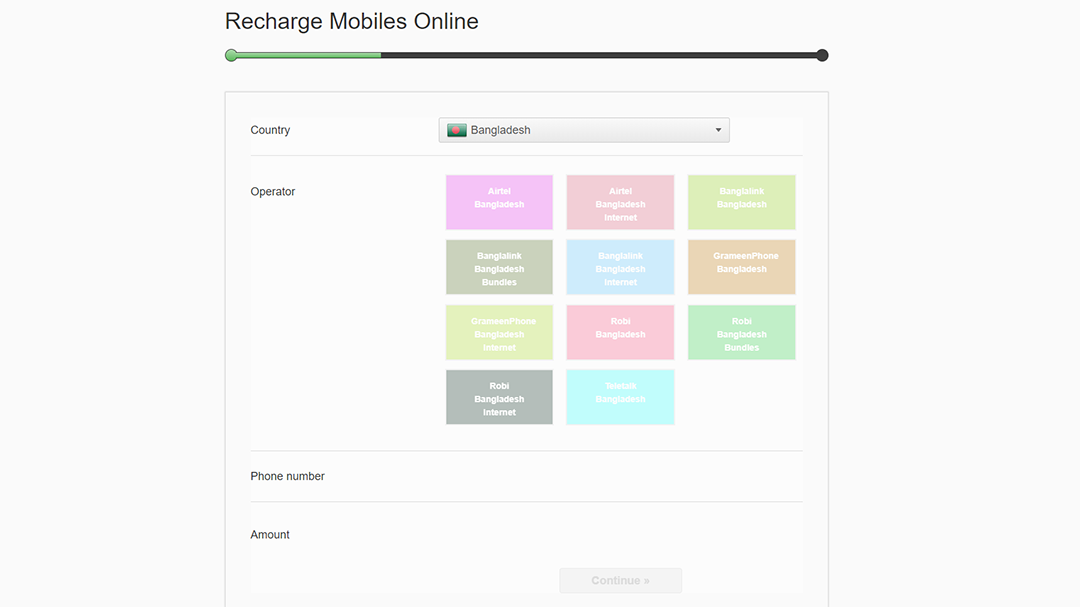 Recharge Mobiles Online
Country
Bangladesh
Operator
Airtel
Bangladesh
Airtel
Bangladesh
Internet
Banglalink
Bangladesh
Banglalink
Bangladesh
Bundles
Banglalink
Bangladesh
Internet
GrameenPhone
Bangladesh
GrameenPhone
Bangladesh
Internet
Robi
Bangladesh
Robi
Bangladesh
Bundles
Robi
Bangladesh
Internet
Teletalk
Bangladesh
Phone number
Amount
Continue »